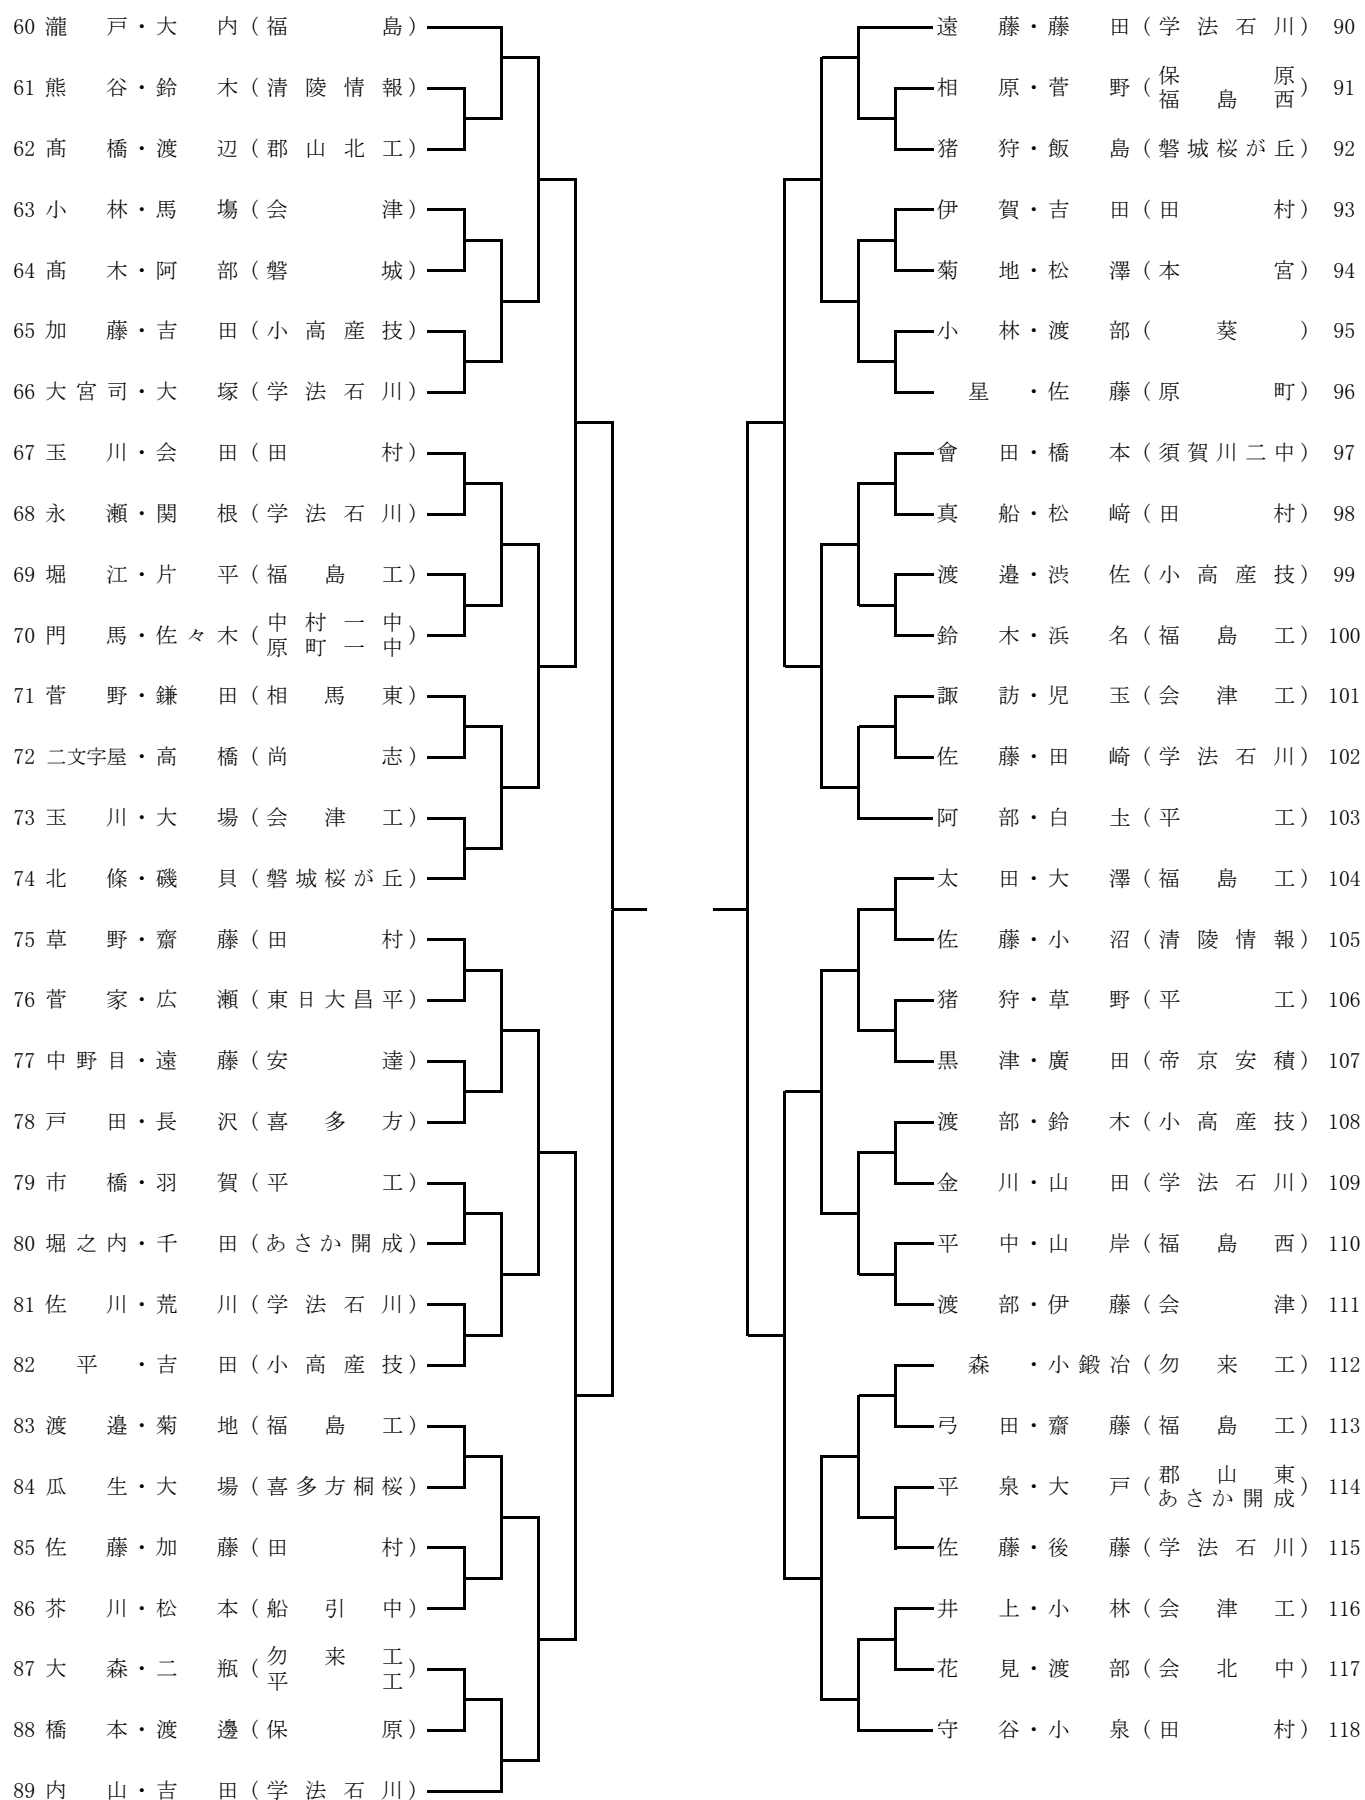 60 瀧戸・大内(福島)
61 熊谷・鈴木(清陵情報)
62 髙橋・渡辺(郡山北工)
63 小林・馬塲(会津)
64 髙木・阿部(磐城)
65 加藤・吉田(小高産技)
66 大宮司・大塚(学法石川)
67 玉川・会田(田村)
68 永瀬・関根(学法石川)
69 堀江・片平(福島工)
70 門馬・佐々木(中村一中 原町一中)
71 菅野・鎌田(相馬東)
72 二文字屋・高橋(尚志)
73 玉川・大場(会津工)
74 北條・磯貝(磐城桜が丘)
75 草野・齋藤(田村)
76 菅家・広瀬(東日大昌平)
77 中野目・遠藤(安達)
78 戸田・長沢(喜多方)
79 市橋・羽賀(平工)
80 堀之内・千田(あさか開成)
81 佐川・荒川(学法石川)
82 平・吉田(小高産技)
83 渡邉・菊地(福島工)
84 瓜生・大場(喜多方桐桜)
85 佐藤・加藤(田村)
86 芥川・松本(船引中)
87 大森・二瓶(勿来工 平工)
88 橋本・渡邊(保原)
89 内山・吉田(学法石川)
遠藤・藤田(学法石川) 90
相原・菅野(保原 福島西) 91
猪狩・飯島(磐城桜が丘) 92
伊賀・吉田(田村) 93
菊地・松澤(本宮) 94
小林・渡部(葵) 95
星・佐藤(原町) 96
會田・橋本(須賀川二中) 97
真船・松﨑(田村) 98
渡邉・渋佐(小高産技) 99
鈴木・浜名(福島工) 100
諏訪・児玉(会津工) 101
佐藤・田崎(学法石川) 102
阿部・白圡(平工) 103
太田・大澤(福島工) 104
佐藤・小沼(清陵情報) 105
猪狩・草野(平工) 106
黒津・廣田(帝京安積) 107
渡部・鈴木(小高産技) 108
金川・山田(学法石川) 109
平中・山岸(福島西) 110
渡部・伊藤(会津) 111
森・小鍛冶(勿来工) 112
弓田・齋藤(福島工) 113
平泉・大戸(郡山東 あさか開成) 114
佐藤・後藤(学法石川) 115
井上・小林(会津工) 116
花見・渡部(会北中) 117
守谷・小泉(田村) 118